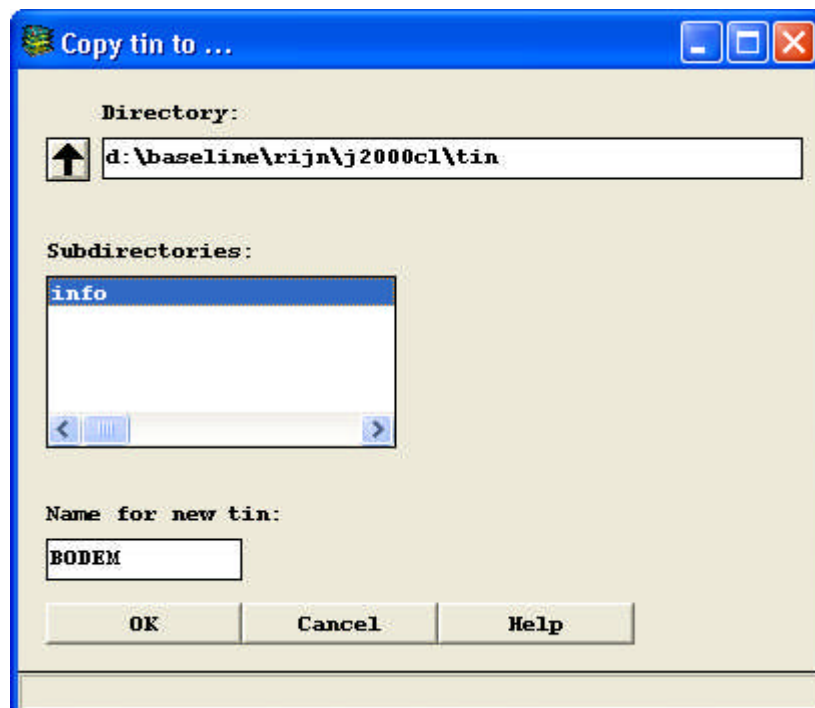 Copy tin to ...
Directory:
d:\baseline\rijn\j2000cl\tin
Subdirectories:
info
Name for new tin:
BODEM
OK Cancel Help